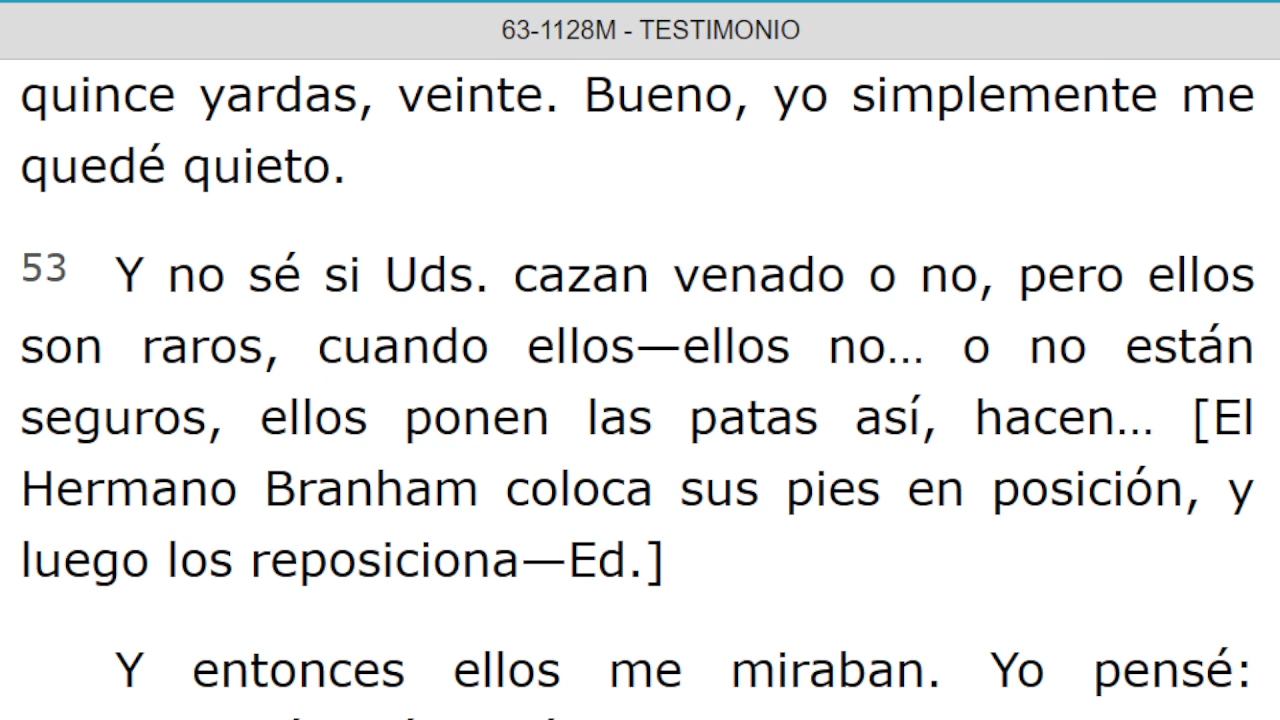 63-1128M - TESTIMONIO
quince yardas, veinte. Bueno, yo simplemente me
quedé quieto.
53 Y no sé si Uds. cazan venado o no, pero ellos
son raros, cuando ellos—ellos no… o no están
seguros, ellos ponen las patas así, hacen… [El
Hermano Branham coloca sus pies en posición, y
luego los reposiciona—Ed.]
Y entonces ellos me miraban. Yo pensé: